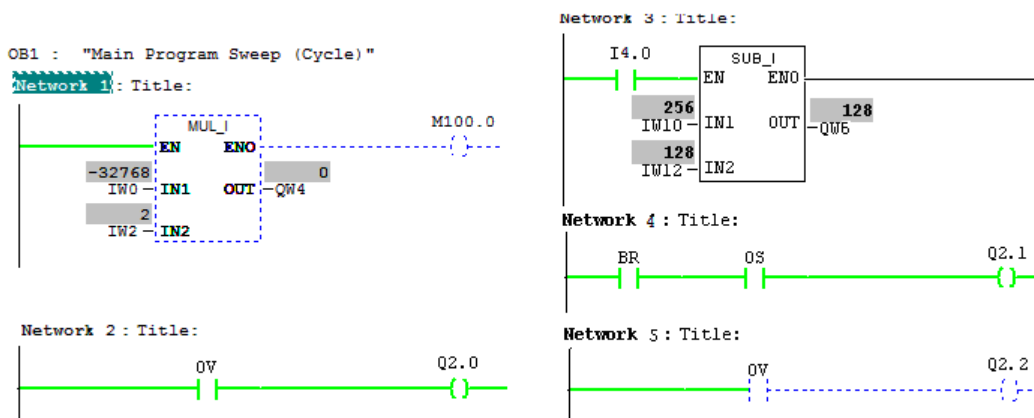 OB1 : "Main Program Sweep (Cycle)"
Network 1: Title:
MUL_I
M100.0
EN ENO
-32768 0
IW0 IN1 OUT QW4
2
IW2 IN2
Network 2 : Title:
OV Q2.0
Network 3 : Title:
I4.0
SUB_I
EN ENO
256 128
IW10 IN1 OUT QW6
128
IW12 IN2
Network 4 : Title:
BR OS Q2.1
Network 5 : Title:
OV Q2.2